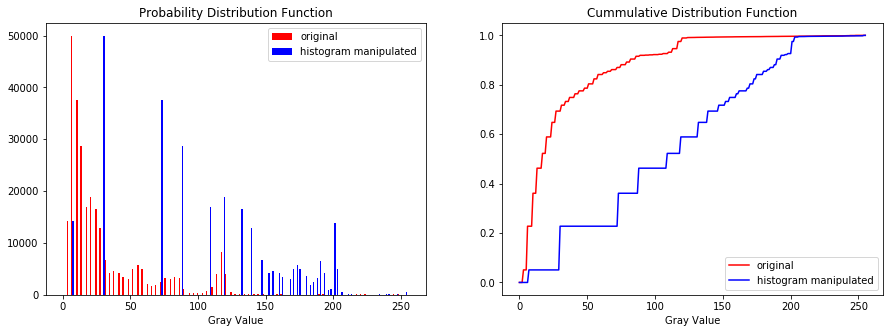 Probability Distribution Function
original
histogram manipulated
50000
40000
30000
20000
10000
0
0 50 100 150 200 250
Gray Value
Cummulative Distribution Function
1.0
0.8
0.6
0.4
0.2
0.0
original
histogram manipulated
0 50 100 150 200 250
Gray Value